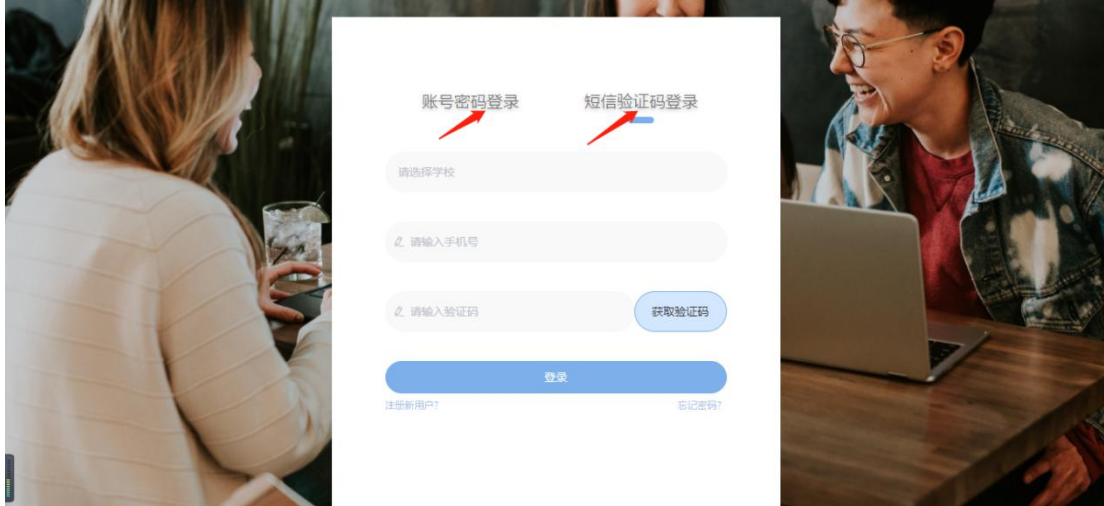 账号密码登录 短信验证码登录
请选择学校
请输入手机号
请输入验证码 获取验证码
登录
注册新用户? 忘记密码?